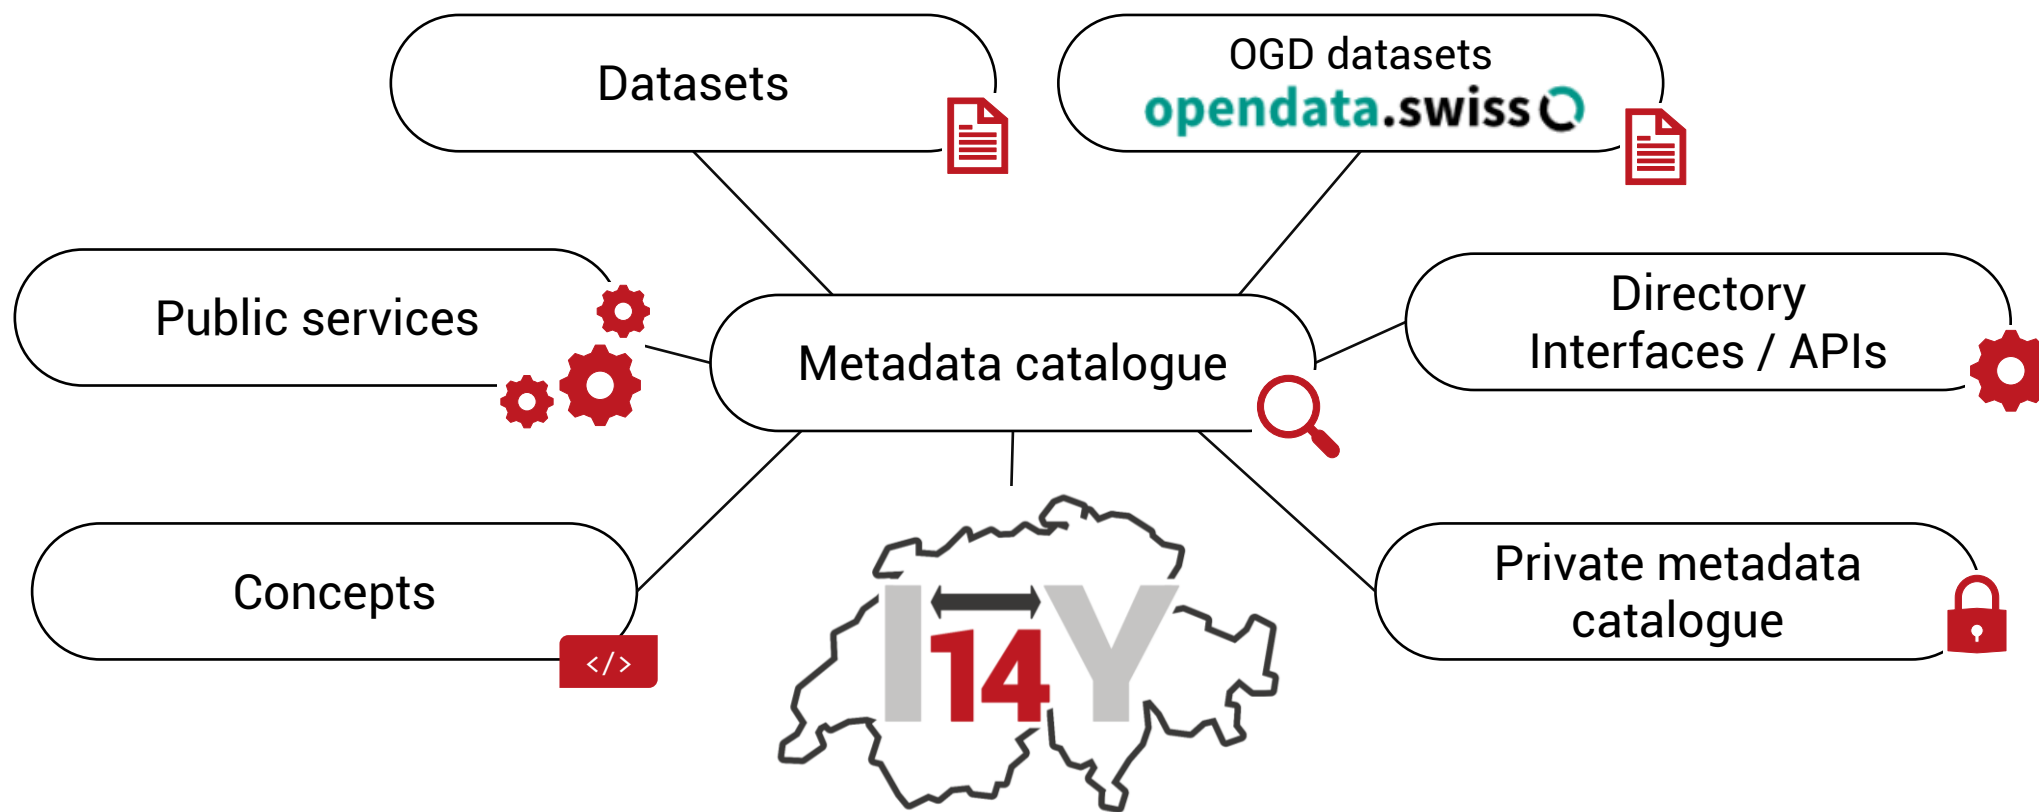 Datasets
OGD datasets
opendata.swiss
Public services
Directory
Interfaces / APIs
Metadata catalogue
Concepts
</>
Private metadata
catalogue
I14Y